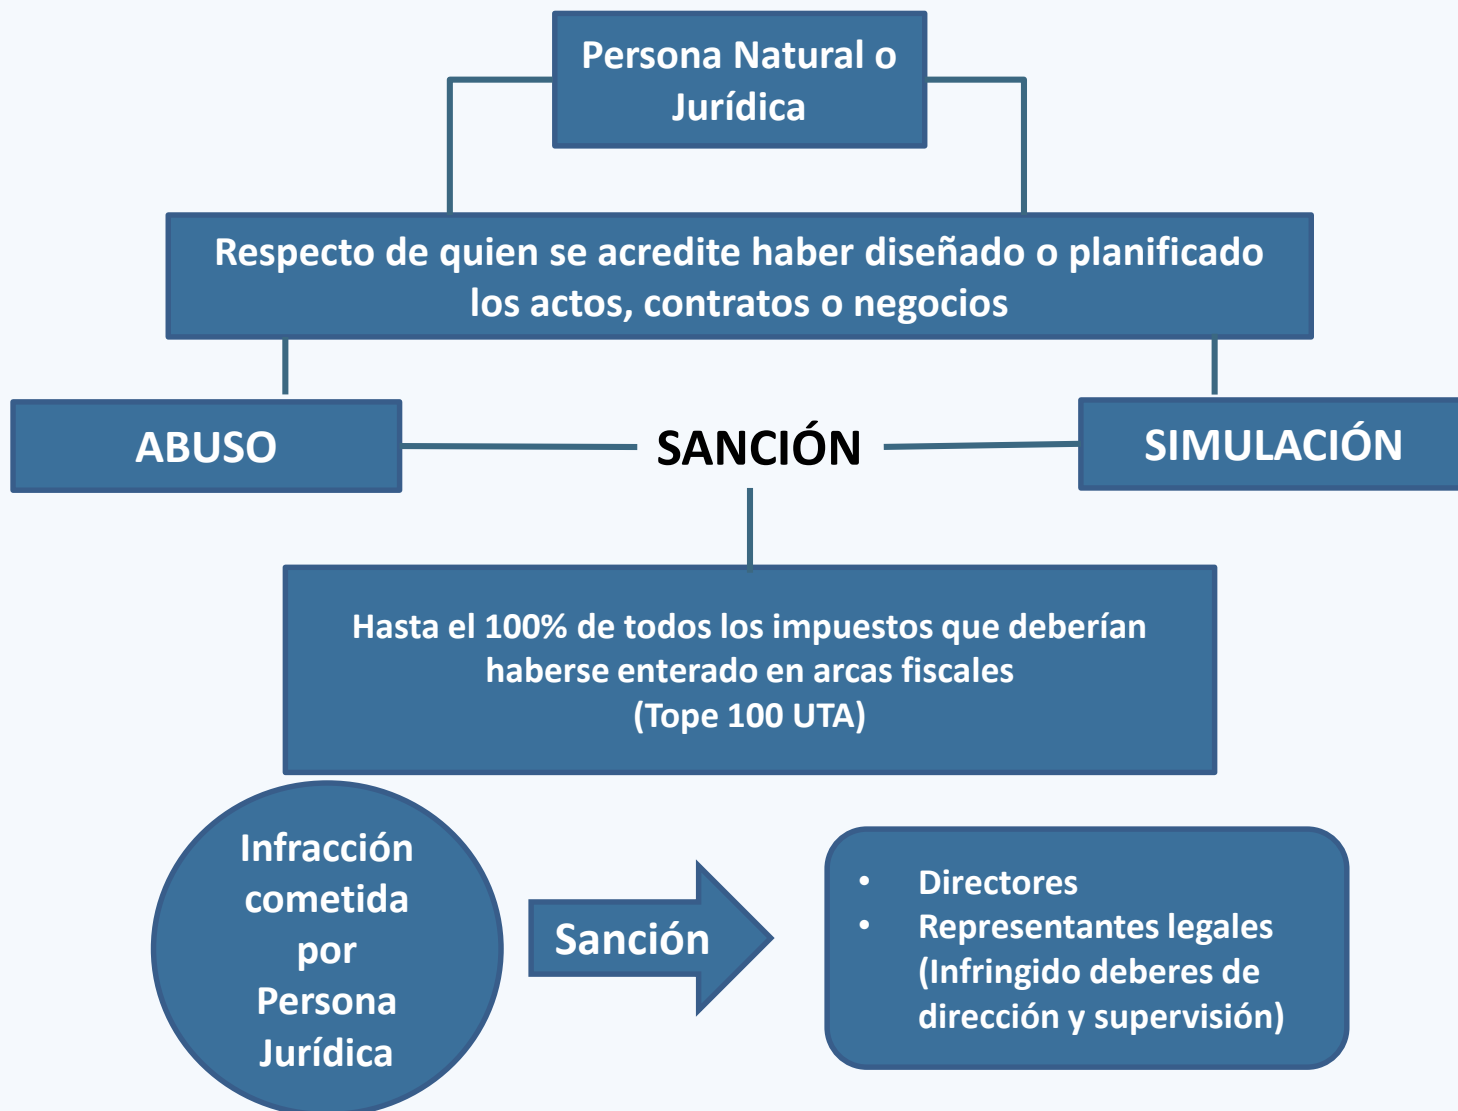 Persona Natural o
Jurídica
Respecto de quien se acredite haber diseñado o planificado
los actos, contratos o negocios
ABUSO
SANCIÓN
SIMULACIÓN
Hasta el 100% de todos los impuestos que deberían
haberse enterado en arcas fiscales
(Tope 100 UTA)
Infracción
cometida
por
Persona
Jurídica
Sanción
• Directores
• Representantes legales
(Infringido deberes de
dirección y supervisión)